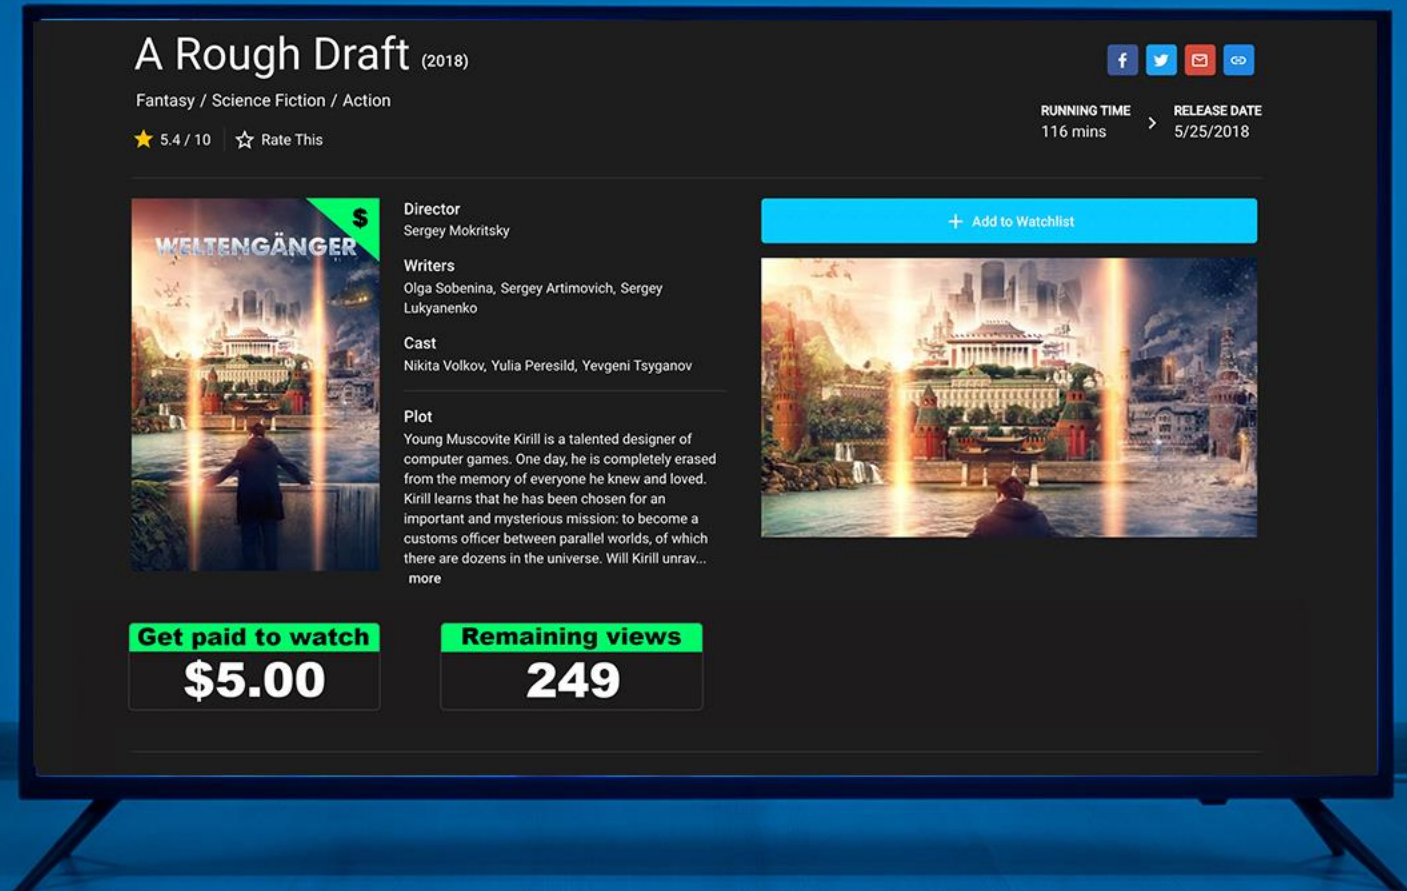 A Rough Draft (2018)
Fantasy / Science Fiction / Action
5.4 / 10
Rate This
f
RUNNING TIME
116 mins
RELEASE DATE
5/25/2018
$
WELTENGÄNGER
Director
Sergey Mokritsky
Writers
Olga Sobenina, Sergey Artimovich, Sergey
Lukyanenko
Cast
Nikita Volkov, Yulia Peresild, Yevgeni Tsyganov
Plot
Young Muscovite Kirill is a talented designer of
computer games. One day, he is completely erased
from the memory of everyone he knew and loved.
Kirill learns that he has been chosen for an
important and mysterious mission: to become a
customs officer between parallel worlds, of which
there are dozens in the universe. Will Kirill unrav...
more
+ Add to Watchlist
Get paid to watch
$5.00
Remaining views
249